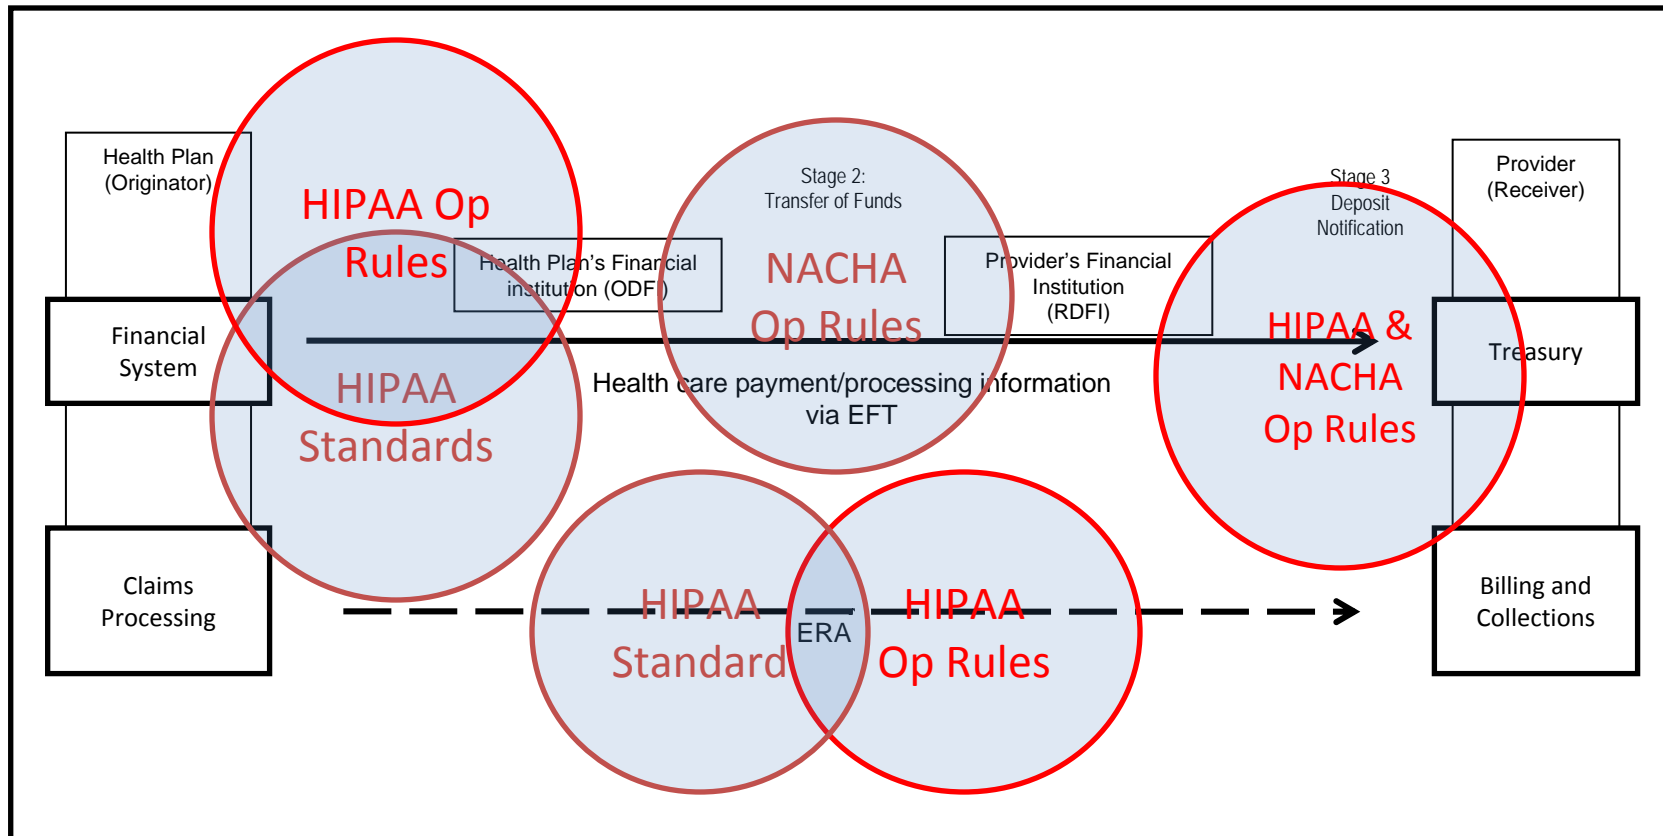 Health Plan
(Originator)
HIPAA Op
Rules
Stage 2:
Transfer of Funds
Stage 3
Deposit
Notification
Provider
(Receiver)
Health Plan's Financial
institution (ODFI)
NACHA
Op Rules
Provider's Financial
Institution
(RDFI)
Financial
System
HIPAA &
NACHA
Op Rules
Treasury
HIPAA
Standards
Health care payment/processing information
via EFT
Claims
Processing
HIPAA
Standard
ERA
HIPAA
Op Rules
Billing and
Collections